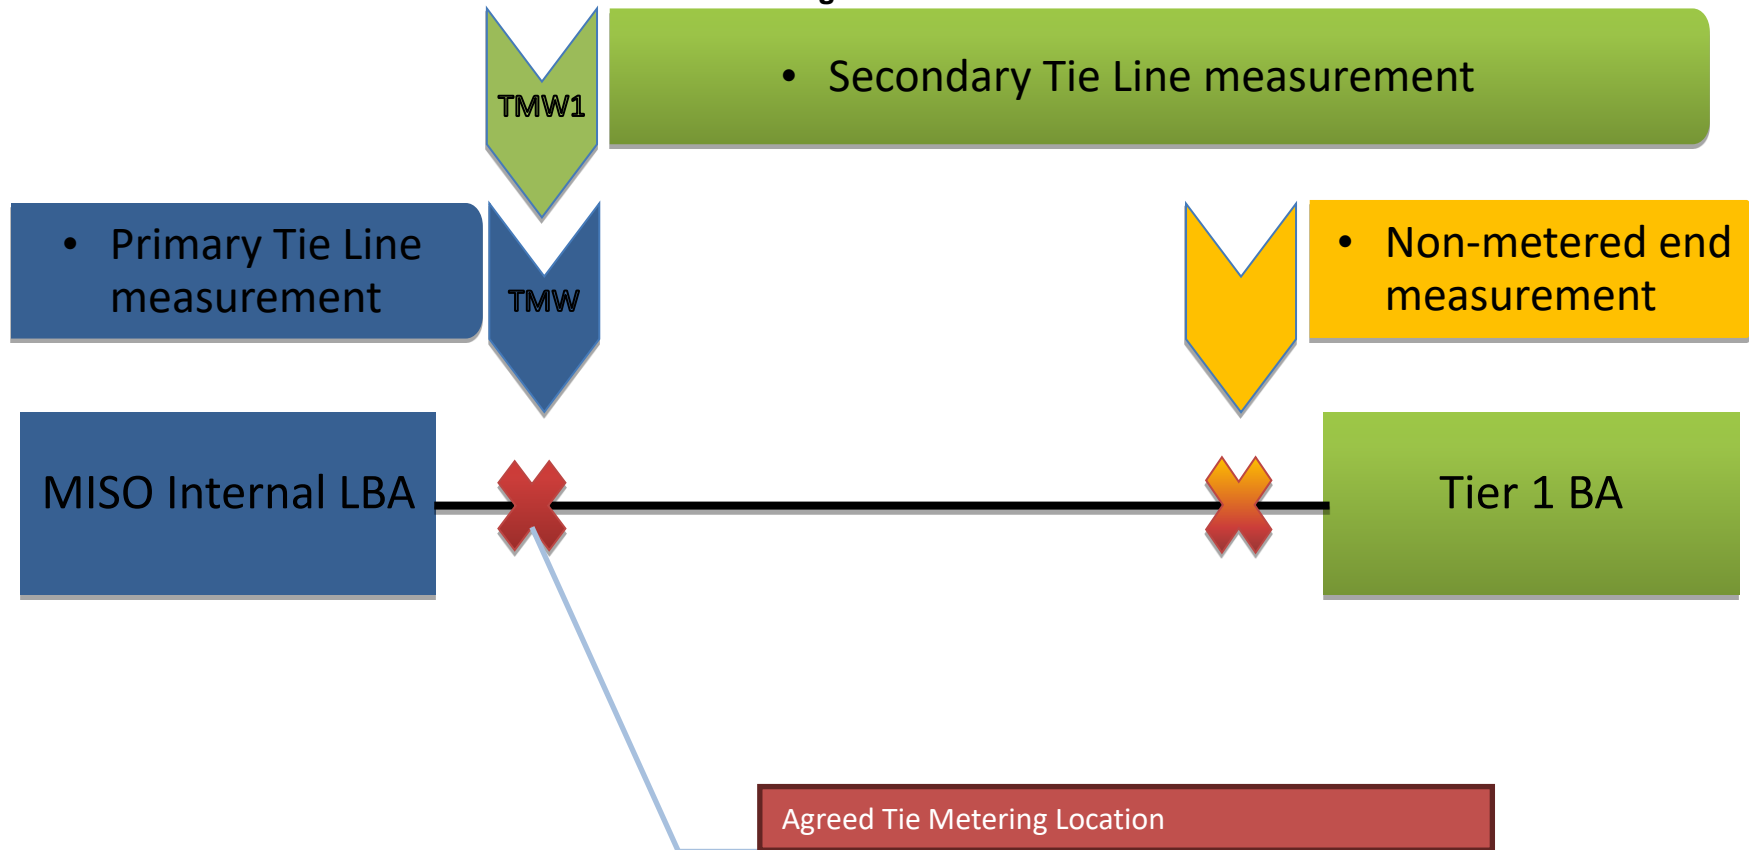 TMW1
• Secondary Tie Line measurement
• Primary Tie Line
measurement
TMW
• Non-metered end
measurement
MISO Internal LBA
Tier 1 BA
Agreed Tie Metering Location